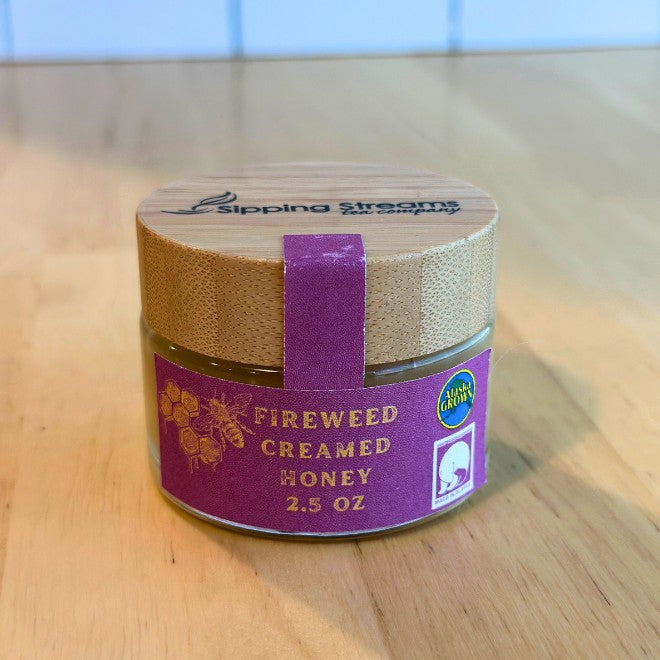 Sipping Streams
tea company
FIREWEED
CREAMED
HONEY
2.5 OZ
Alaska
GROWN